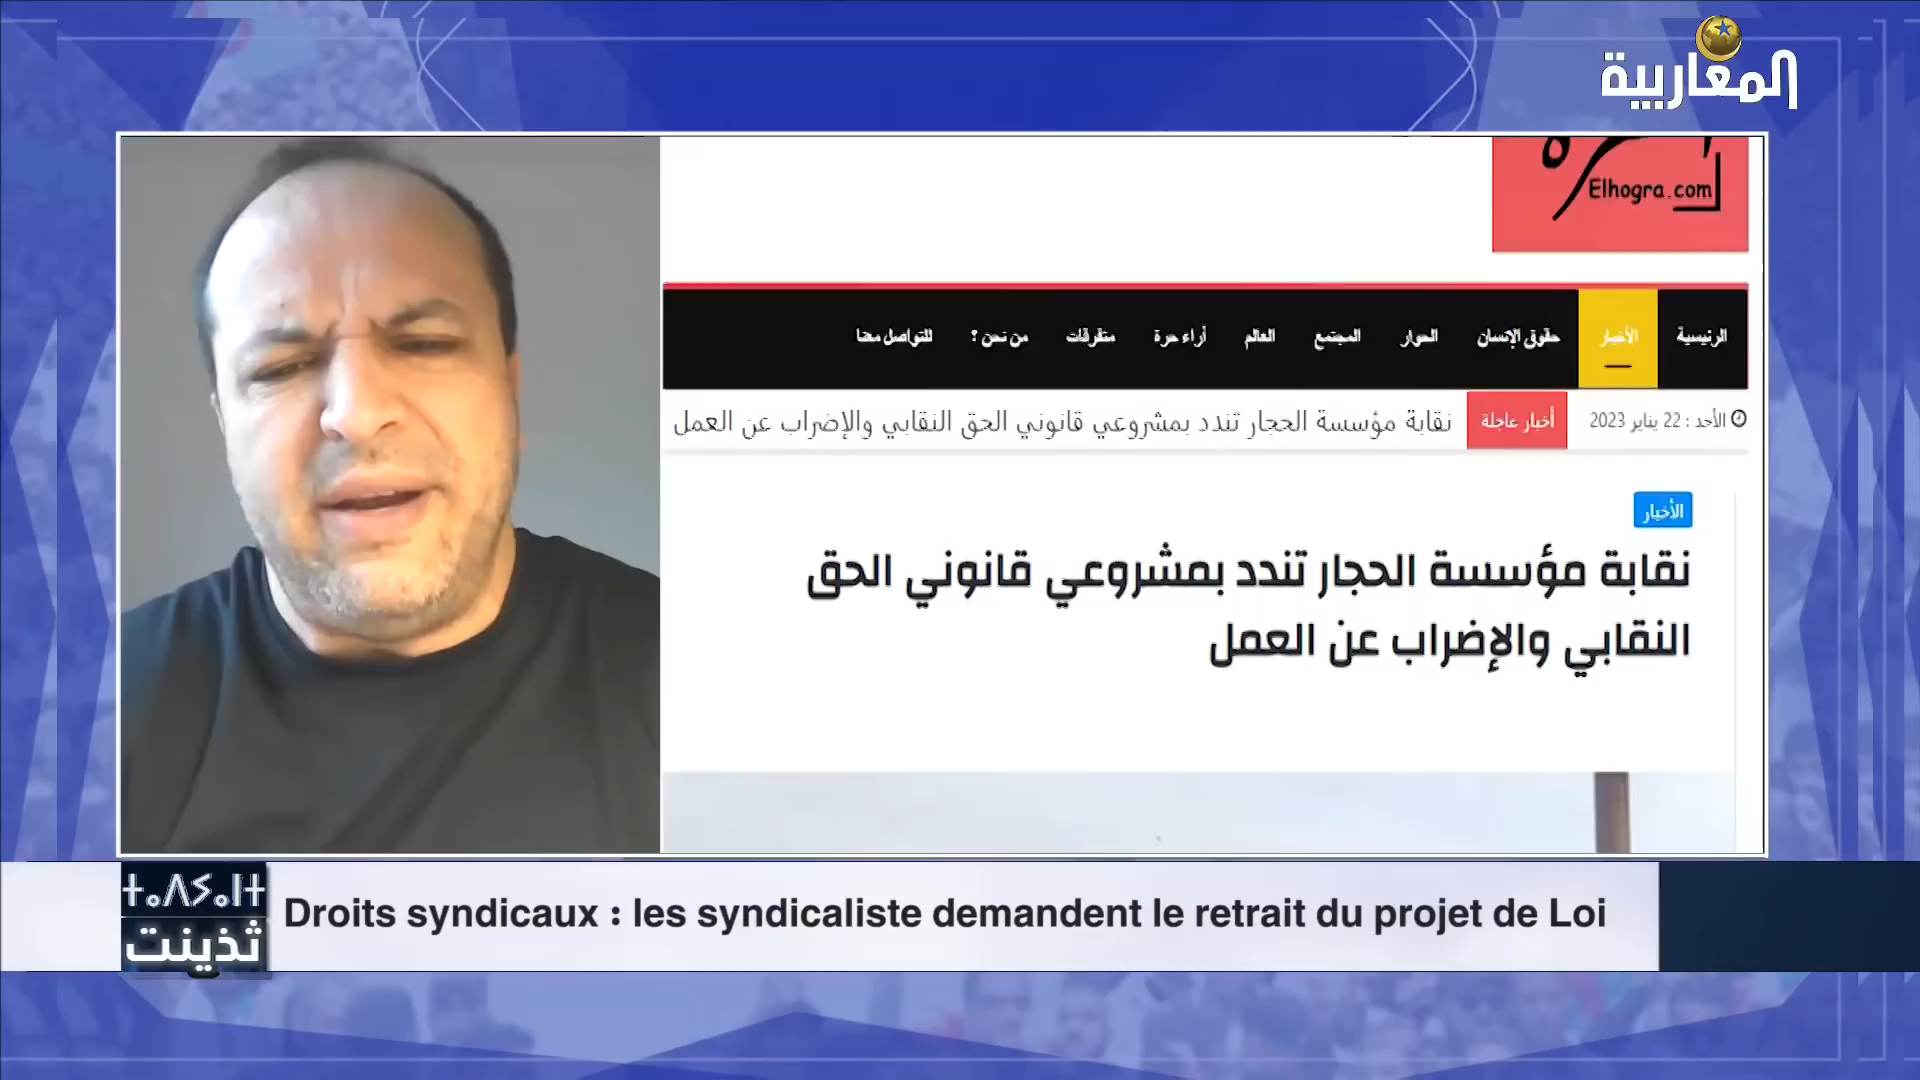 المغاربية
Elhogra.com
الرئيسية الأخبار حقوق الإنسان الحوار المجتمع العالم أراء حرة متفرقات من نحن ؟ للتواصل معنا
الأحد : 22 يناير 2023 أخبار عاجلة نقابة مؤسسة الحجار تندد بمشروعي قانوني الحق النقابي والإضراب عن العمل
الأخبار
نقابة مؤسسة الحجار تندد بمشروعي قانوني الحق
النقابي والإضراب عن العمل
ⵜⴰⴷⵢⴰⵏⵜ
ثذينت
Droits syndicaux : les syndicaliste demandent le retrait du projet de Loi